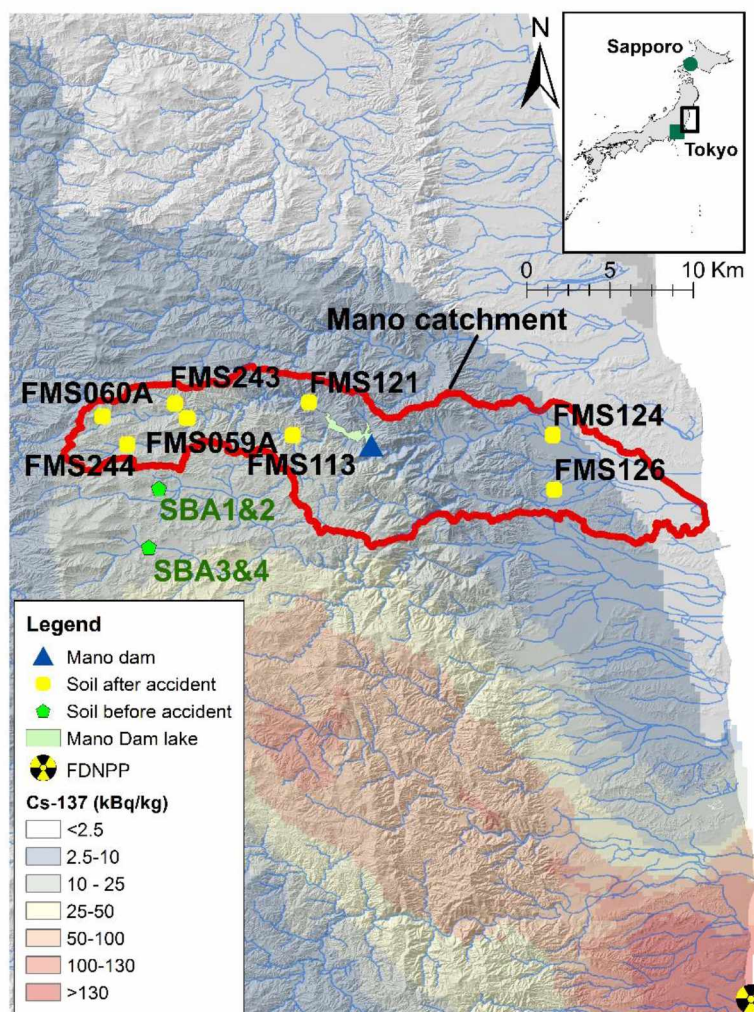 N
Sapporo
Tokyo
0 5 10 Km
Mano catchment
FMS243
FMS121
FMS060A
FMS124
FMS059A
FMS113
FMS244
FMS126
SBA1&2
SBA3&4
Legend
Mano dam
Soil after accident
Soil before accident
Mano Dam lake
FDNPP
Cs-137 (kBq/kg)
<2.5
2.5-10
10 - 25
25-50
50-100
100-130
>130